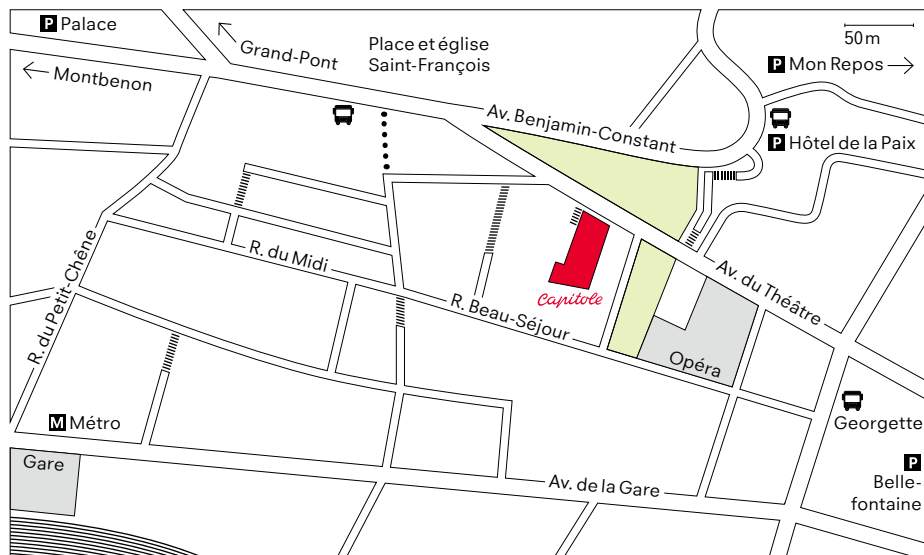 P Palace
Grand-Pont
Montbenon
Place et église
Saint-François
50 m
P Mon Repos
Av. Benjamin-Constant
P Hôtel de la Paix
R. du Petit-Chêne
R. du Midi
R. Beau-Séjour
Capitole
Av. du Théâtre
Opéra
M Métro
Georgette
Gare
Av. de la Gare
P
Belle-
fontaine